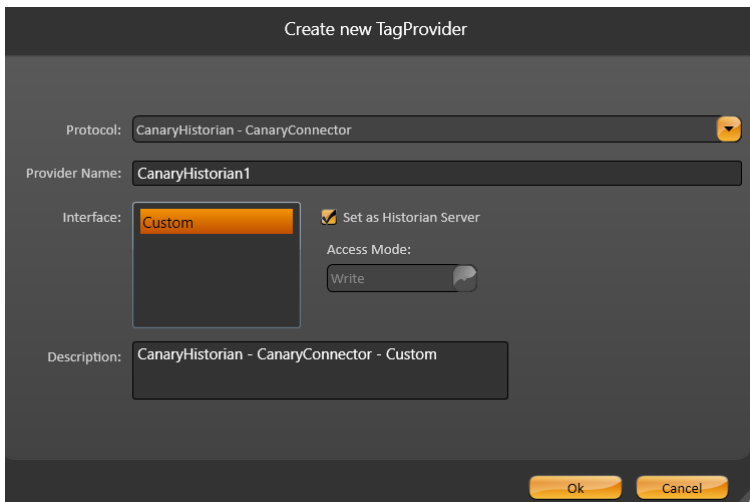 Create new TagProvider
Protocol: CanaryHistorian - CanaryConnector
Provider Name: CanaryHistorian1
Interface: Custom Set as Historian Server
Access Mode:
Write
Description: CanaryHistorian - CanaryConnector - Custom
Ok Cancel